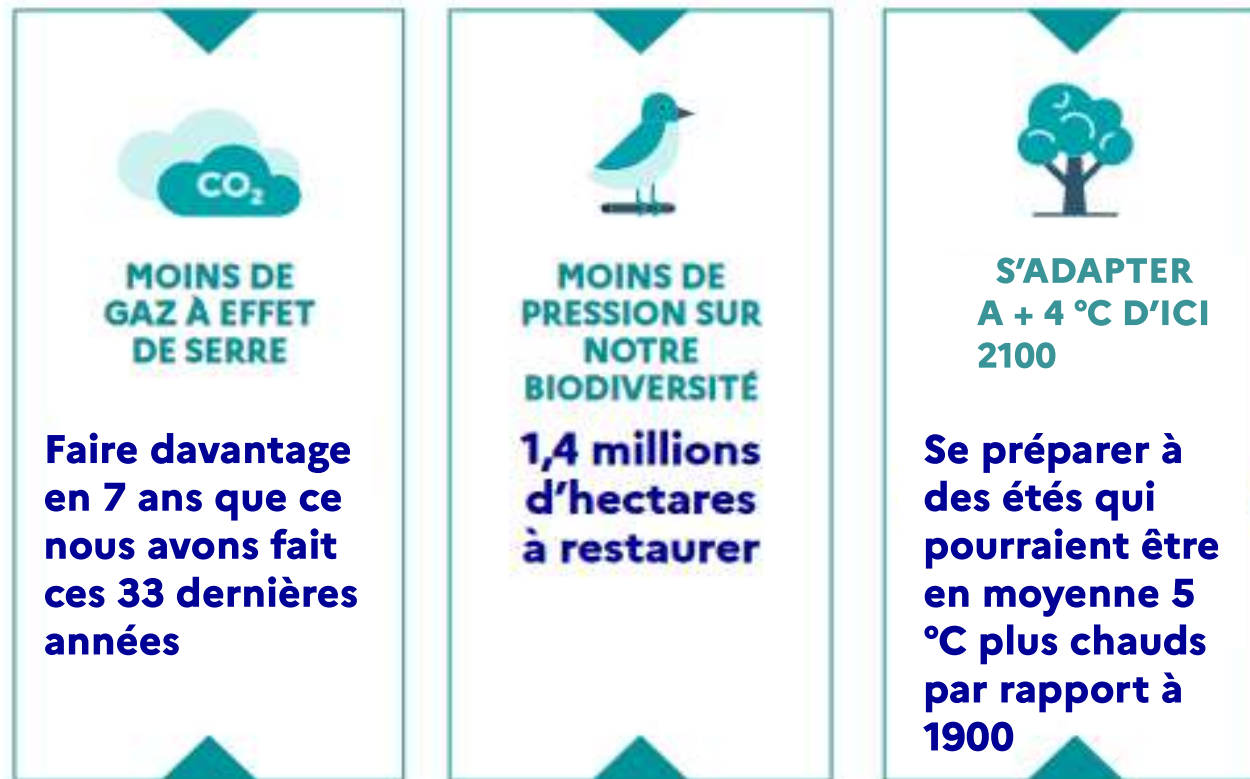 CO₂
MOINS DE
GAZ À EFFET
DE SERRE
Faire davantage
en 7 ans que ce
nous avons fait
ces 33 dernières
années
MOINS DE
PRESSION SUR
NOTRE
BIODIVERSITÉ
1,4 millions
d’hectares
à restaurer
S’ADAPTER
A + 4 °C D’ICI
2100
Se préparer à
des étés qui
pourraient être
en moyenne 5
°C plus chauds
par rapport à
1900